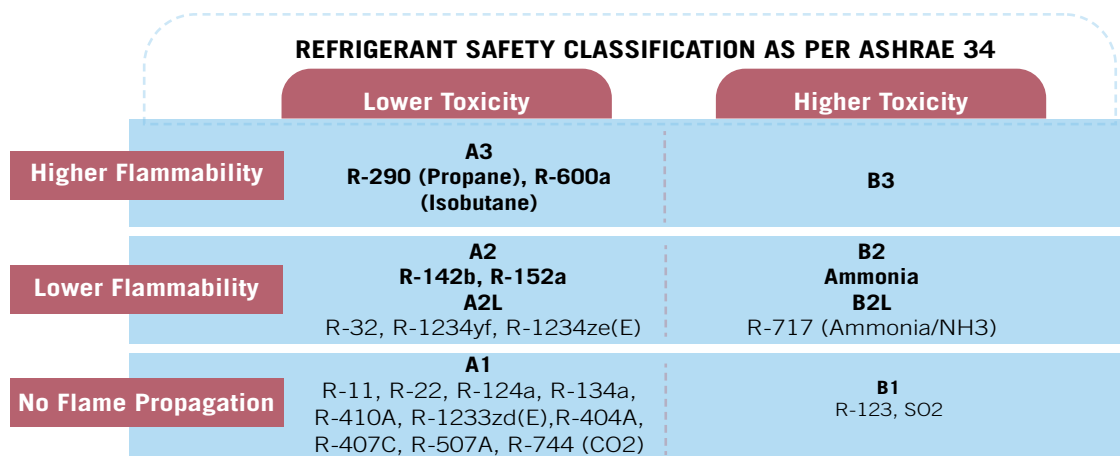 REFRIGERANT SAFETY CLASSIFICATION AS PER ASHRAE 34
Lower Toxicity
Higher Toxicity
Higher Flammability
A3
R-290 (Propane), R-600a
(Isobutane)
B3
Lower Flammability
A2
R-142b, R-152a
A2L
R-32, R-1234yf, R-1234ze(E)
B2
Ammonia
B2L
R-717 (Ammonia/NH3)
No Flame Propagation
A1
R-11, R-22, R-124a, R-134a,
R-410A, R-1233zd(E),R-404A,
R-407C, R-507A, R-744 (CO2)
B1
R-123, SO2